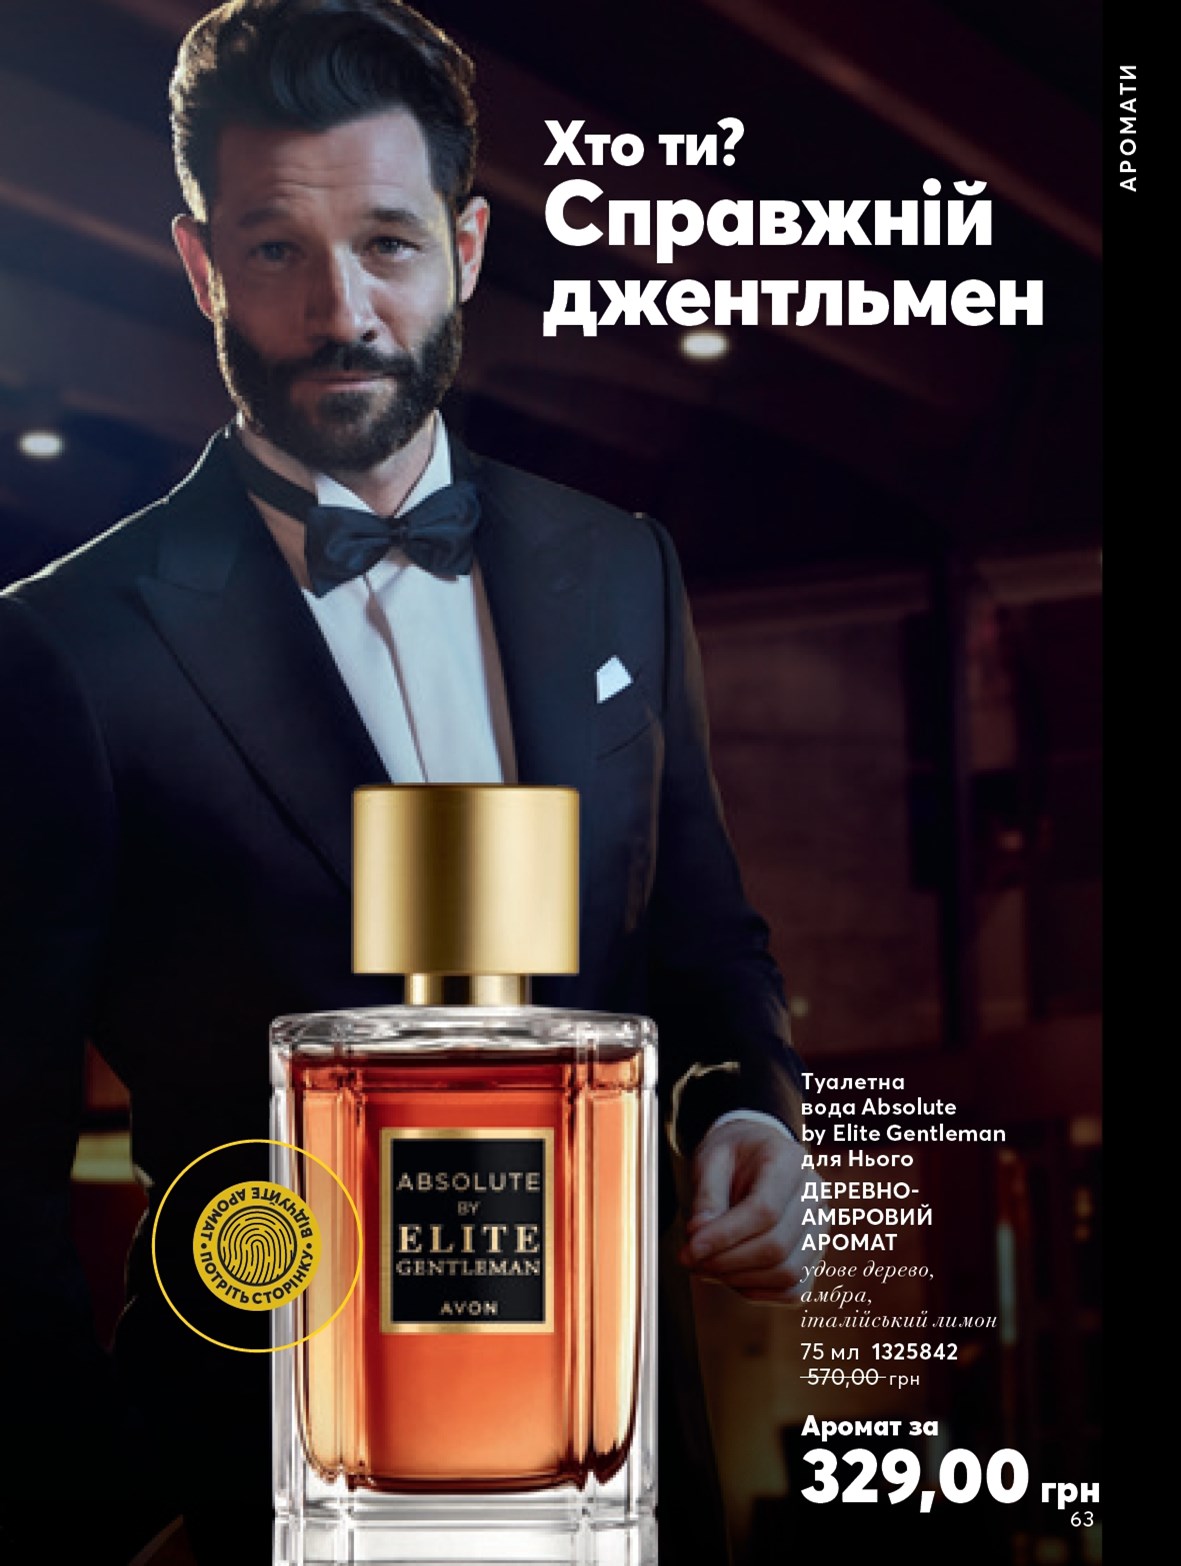 АРОМАТИ
Хто ти?
Справжній
джентльмен
ABSOLUTE
BY
ELITE
GENTLEMAN
AVON
ВІДЧУЙТЕ АРОМАТ • ПОТРІТЬ СТОРІНКУ •
Туалетна
вода Absolute
by Elite Gentleman
для Нього
ДЕРЕВНО-
АМБРОВИЙ
АРОМАТ
удове дерево,
амбра,
італійський лимон
75 мл 1325842
570,00 грн
Аромат за
329,00 грн
63